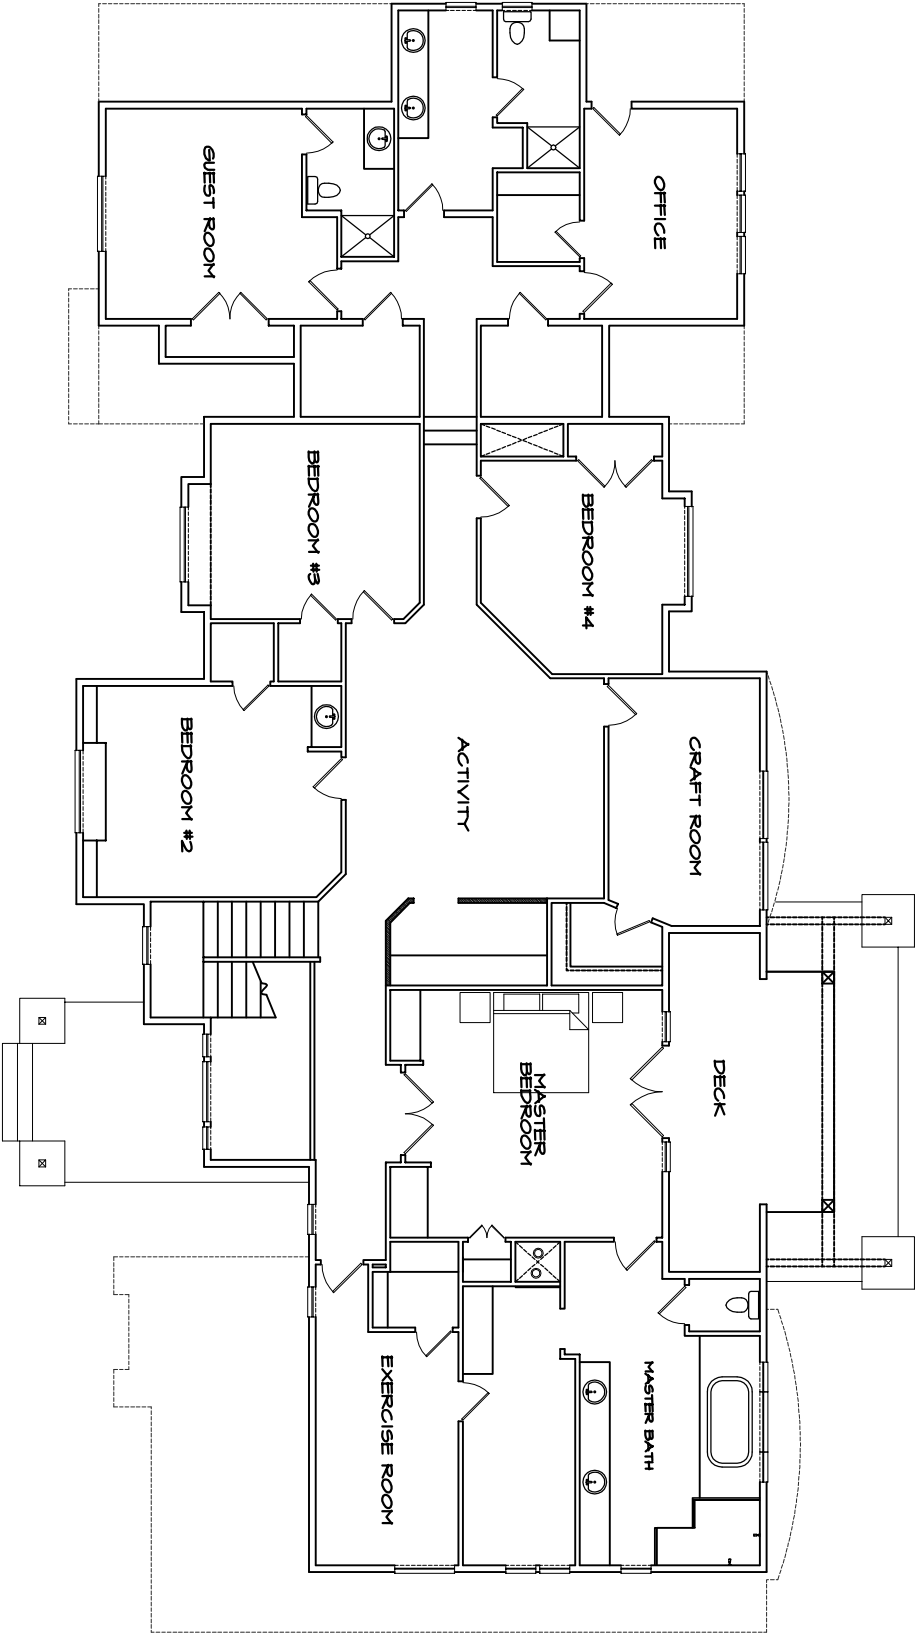 GUEST ROOM
OFFICE
BEDROOM #3
BEDROOM #4
BEDROOM #2
ACTIVITY
CRAFT ROOM
MASTER
BEDROOM
DECK
EXERCISE ROOM
MASTER BATH